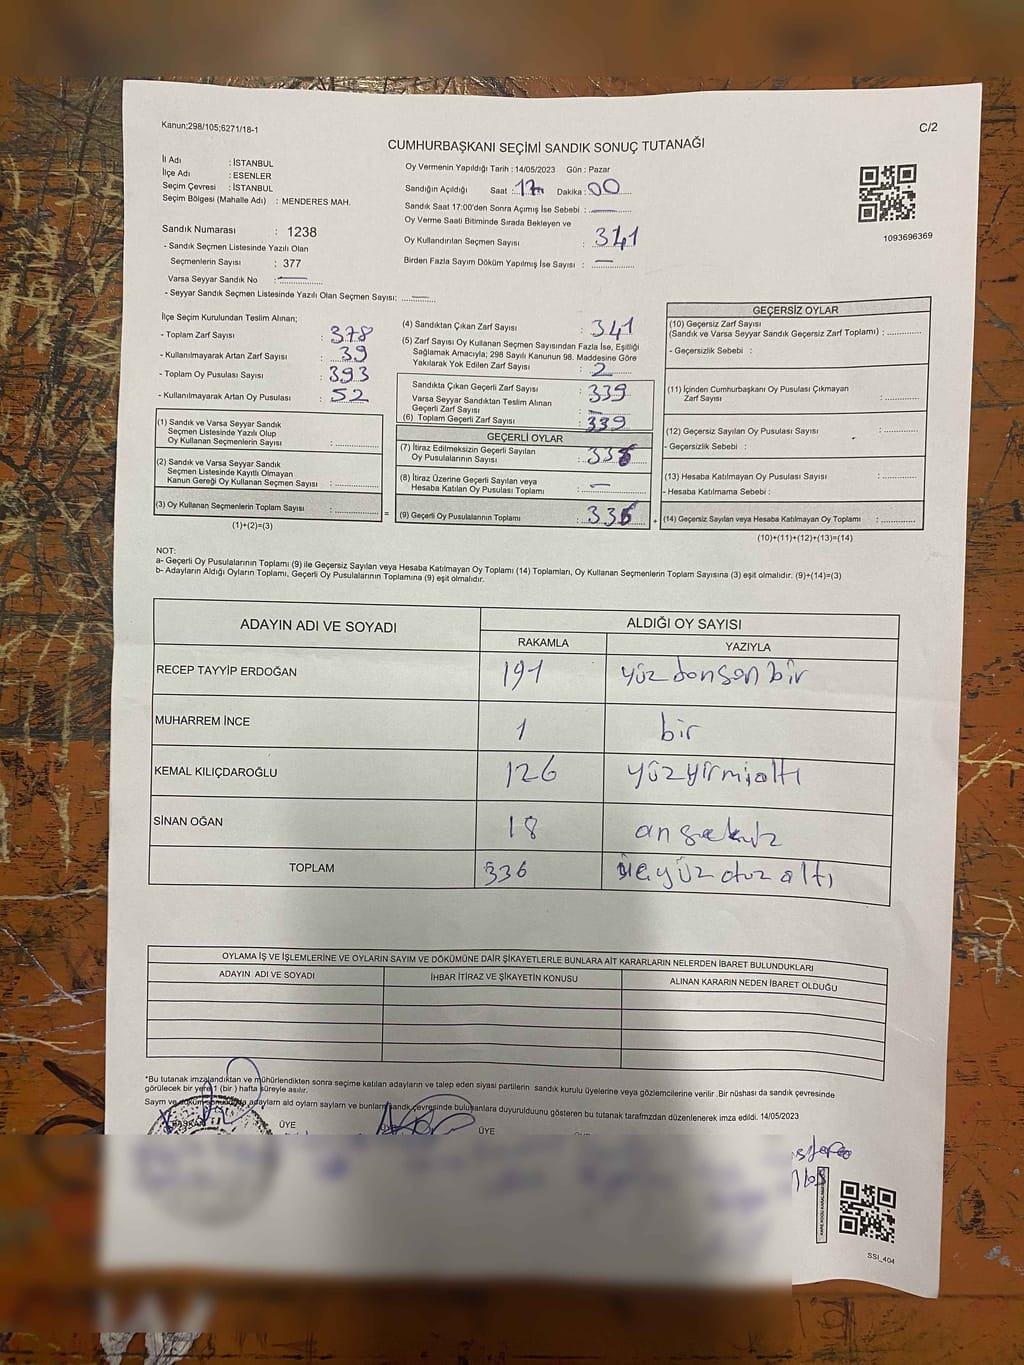 Kanun;298/105;6271/18-1
C/2
CUMHURBAŞKANI SEÇİMİ SANDIK SONUÇ TUTANAĞI
İl Adı : İSTANBUL
İlçe Adı : ESENLER
Seçim Çevresi : İSTANBUL
Seçim Bölgesi (Mahalle Adı) : MENDERES MAH.
Oy Vermenin Yapıldığı Tarih : 14/05/2023 Gün : Pazar
Sandığın Açıldığı Saat : 17 Dakika : 00
Sandık Saat 17:00'den Sonra Açımış İse Sebebi :
Oy Verme Saati Bitiminde Sırada Bekleyen ve
Oy Kullandırılan Seçmen Sayısı : 341
Birden Fazla Sayım Döküm Yapılmış İse Sayısı :
1093696369
Sandık Numarası : 1238
- Sandık Seçmen Listesinde Yazılı Olan
Seçmenlerin Sayısı : 377
Varsa Seyyar Sandık No :
- Seyyar Sandık Seçmen Listesinde Yazılı Olan Seçmen Sayısı:
İlçe Seçim Kurulundan Teslim Alınan;
- Toplam Zarf Sayısı : 378
- Kullanılmayarak Artan Zarf Sayısı : 39
- Toplam Oy Pusulası Sayısı : 393
- Kullanılmayarak Artan Oy Pusulası : 52
(1) Sandık ve Varsa Seyyar Sandık
Seçmen Listesinde Yazılı Olup
Oy Kullanan Seçmenlerin Sayısı :
(2) Sandık ve Varsa Seyyar Sandık
Seçmen Listesinde Kayıtlı Olmayan
Kanun Gereği Oy Kullanan Seçmen Sayısı :
(3) Oy Kullanan Seçmenlerin Toplam Sayısı :
(1)+(2)=(3)
(4) Sandıktan Çıkan Zarf Sayısı : 341
(5) Zarf Sayısı Oy Kullanan Seçmen Sayısından Fazla İse, Eşitliği
Sağlamak Amacıyla; 298 Sayılı Kanunun 98. Maddesine Göre
Yakılarak Yok Edilen Zarf Sayısı : 2
Sandıkta Çıkan Geçerli Zarf Sayısı : 339
Varsa Seyyar Sandıktan Teslim Alınan
Geçerli Zarf Sayısı :
(6) Toplam Geçerli Zarf Sayısı : 339
GEÇERLİ OYLAR
(7) İtiraz Edilmeksizin Geçerli Sayılan
Oy Pusulalarının Sayısı : 336
(8) İtiraz Üzerine Geçerli Sayılan veya
Hesaba Katılan Oy Pusulası Toplamı :
(9) Geçerli Oy Pusulalarının Toplamı : 336
=
+
GEÇERSİZ OYLAR
(10) Geçersiz Zarf Sayısı
(Sandık ve Varsa Seyyar Sandık Geçersiz Zarf Toplamı) :
- Geçersizlik Sebebi :
(11) İçinden Cumhurbaşkanı Oy Pusulası Çıkmayan
Zarf Sayısı :
(12) Geçersiz Sayılan Oy Pusulası Sayısı :
- Geçersizlik Sebebi :
(13) Hesaba Katılmayan Oy Pusulası Sayısı :
- Hesaba Katılmama Sebebi :
(14) Geçersiz Sayılan veya Hesaba Katılmayan Oy Toplamı :
(10)+(11)+(12)+(13)=(14)
NOT:
a- Geçerli Oy Pusulalarının Toplamı (9) ile Geçersiz Sayılan veya Hesaba Katılmayan Oy Toplamı (14) Toplamları, Oy Kullanan Seçmenlerin Toplam Sayısına (3) eşit olmalıdır. (9)+(14)=(3)
b- Adayların Aldığı Oyların Toplamı, Geçerli Oy Pusulalarının Toplamına (9) eşit olmalıdır.
ADAYIN ADI VE SOYADI
ALDIĞI OY SAYISI
RAKAMLA YAZIYLA
RECEP TAYYİP ERDOĞAN 191 yüz donsan bir
MUHARREM İNCE 1 bir
KEMAL KILIÇDAROĞLU 126 yüzyirmialtı
SİNAN OĞAN 18 an sekiz
TOPLAM 336 yüz otuz altı
OYLAMA İŞ VE İŞLEMLERİNE VE OYLARIN SAYIM VE DÖKÜMÜNE DAİR ŞİKAYETLERLE BUNLARA AİT KARARLARIN NELERDEN İBARET BULUNDUKLARI
ADAYIN ADI VE SOYADI İHBAR İTİRAZ VE ŞİKAYETİN KONUSU ALINAN KARARIN NEDEN İBARET OLDUĞU
*Bu tutanak imzalandıktan ve mühürlendikten sonra seçime katılan adayların ve talep eden siyasi partilerin sandık kurulu üyelerine veya gözlemcilerine verilir .Bir nüshası da sandık çevresinde
görülecek bir yere 1 (bir ) hafta süreyle asılır.
Sayım ve döküm sonucunda adayların ald oyların sayların ve bunların sandk çevresinde bulusanlara duyurulduunu gösteren bu tutanak tarafmzdan düzenlenerek imza edildi. 14/05/2023
BAŞKAN ÜYE ÜYE
SSI_404